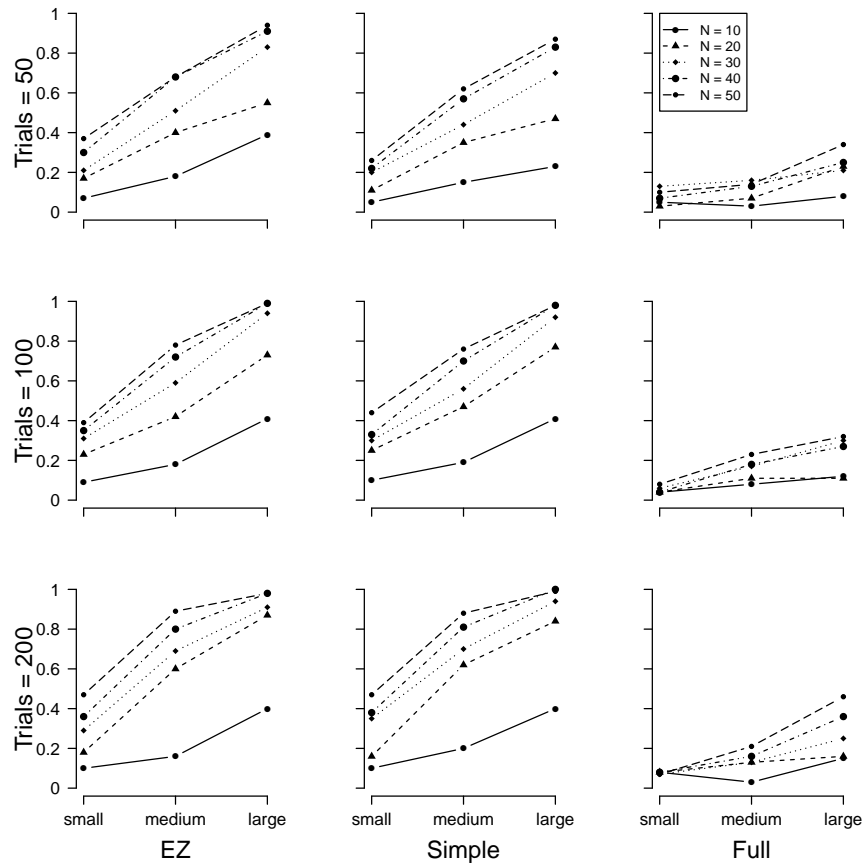 Trials = 50
1
0.8
0.6
0.4
0.2
0
N = 10
N = 20
N = 30
N = 40
N = 50
Trials = 100
1
0.8
0.6
0.4
0.2
0
Trials = 200
1
0.8
0.6
0.4
0.2
0
small medium large
small medium large
small medium large
EZ
Simple
Full